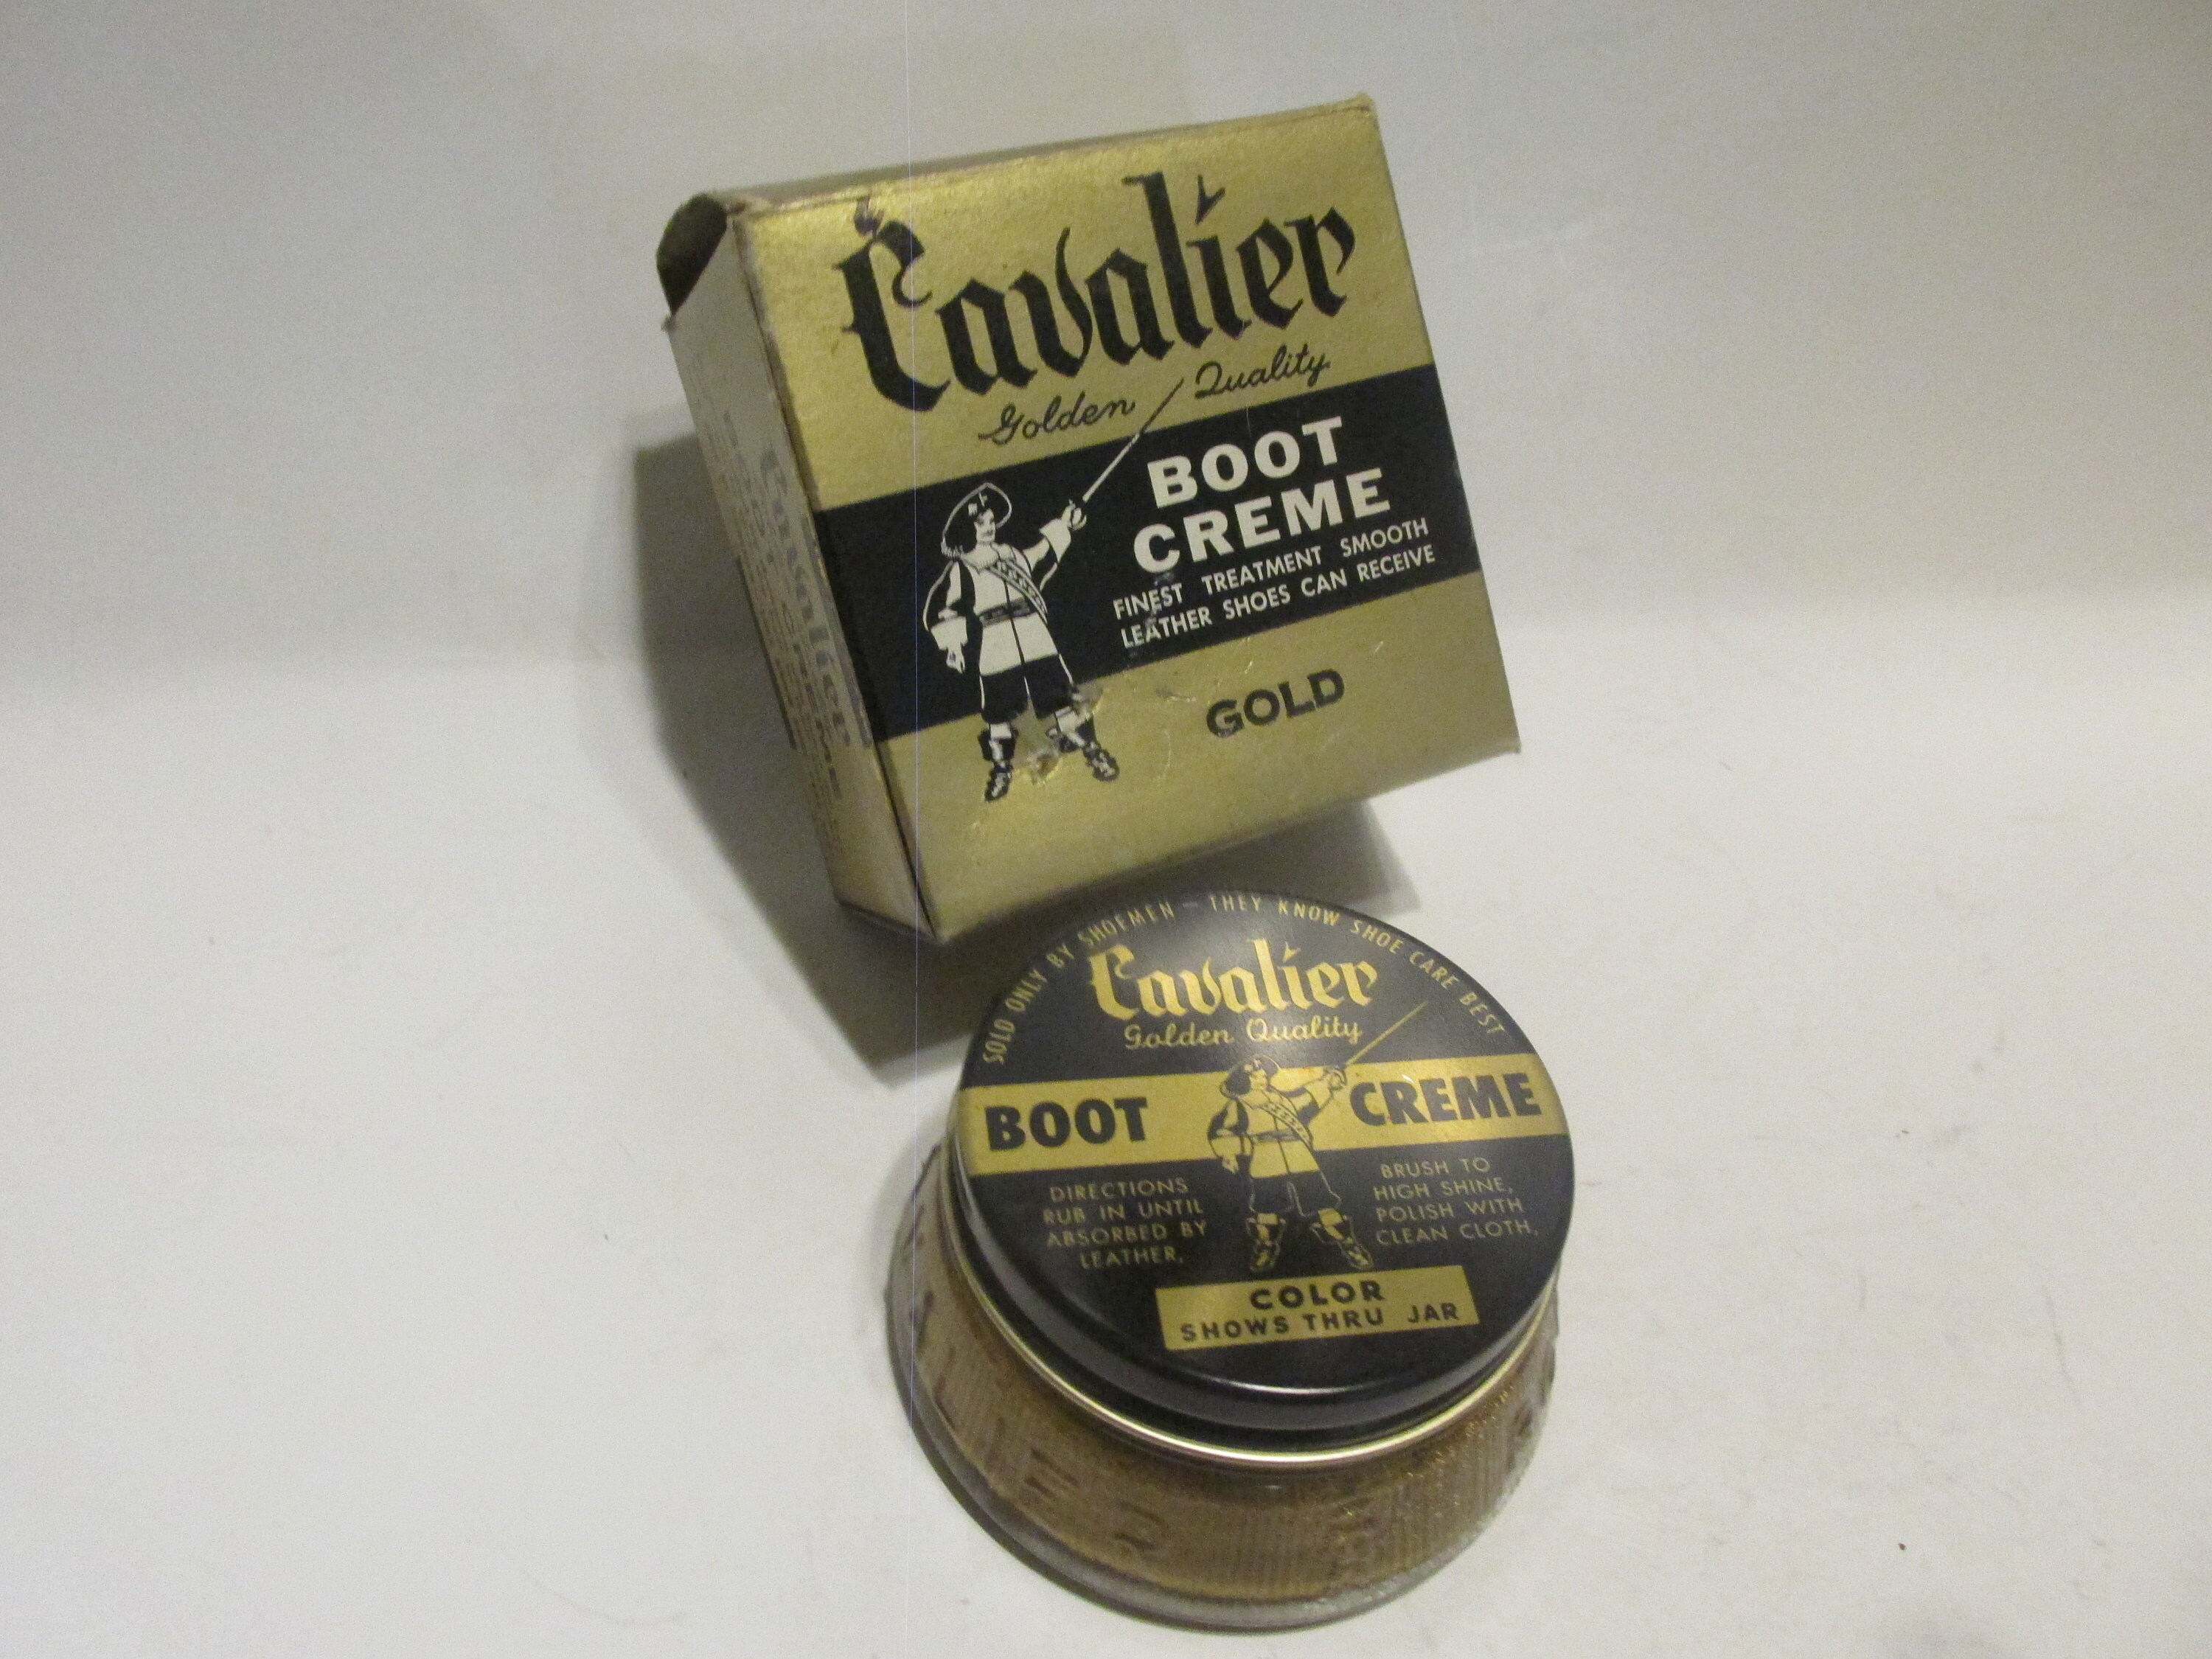 Cavalier
Golden Quality
BOOT
CREME
FINEST TREATMENT SMOOTH
LEATHER SHOES CAN RECEIVE
GOLD
Cavalier
SOLD ONLY BY SHOEMEN - THEY KNOW SHOE CARE BEST
Cavalier
Golden Quality
BOOT CREME
DIRECTIONS
RUB IN UNTIL
ABSORBED BY
LEATHER,
BRUSH TO
HIGH SHINE,
POLISH WITH
CLEAN CLOTH.
COLOR
SHOWS THRU JAR